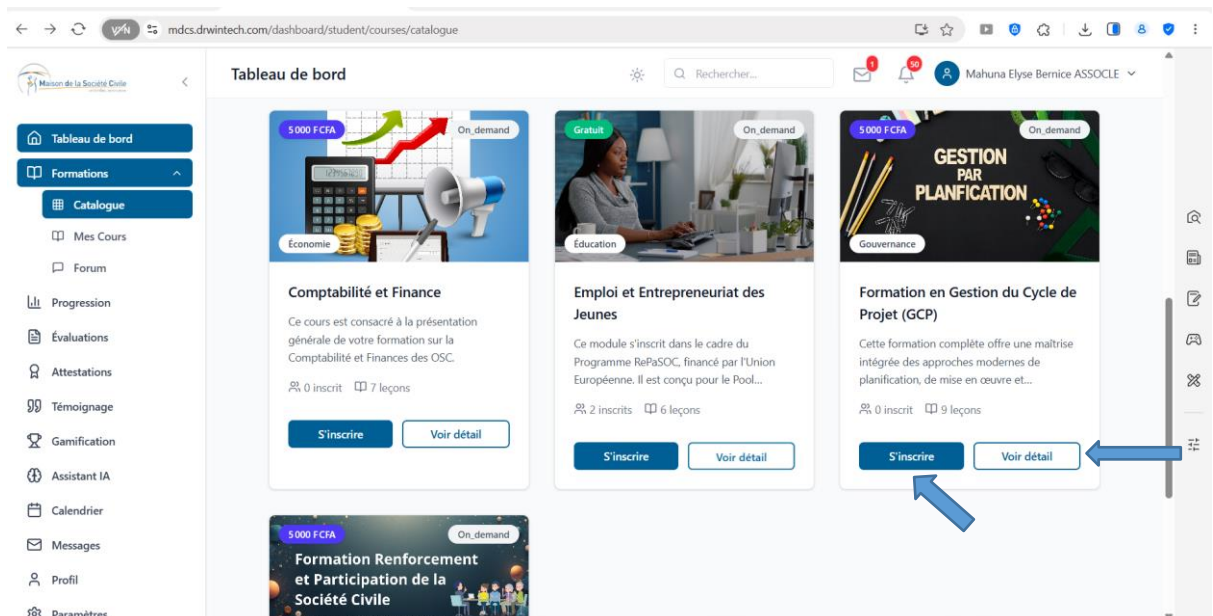 VPN
mdcs.drwintech.com/dashboard/student/courses/catalogue
8
Maison de la Société Civile
Tableau de bord
Rechercher...
1
50
Mahuna Elyse Bernice ASSOCLE
Tableau de bord
Formations
Catalogue
Mes Cours
Forum
Progression
Évaluations
Attestations
Témoignage
Gamification
Assistant IA
Calendrier
Messages
Profil
Paramètres
5 000 FCFA
On_demand
Économie
Comptabilité et Finance
Ce cours est consacré à la présentation
générale de votre formation sur la
Comptabilité et Finances des OSC.
0 inscrit 7 leçons
S'inscrire
Voir détail
Gratuit
On_demand
Éducation
Emploi et Entrepreneuriat des
Jeunes
Ce module s'inscrit dans le cadre du
Programme RePaSOC, financé par l'Union
Européenne. Il est conçu pour le Pool...
2 inscrits 6 leçons
S'inscrire
Voir détail
5 000 FCFA
On_demand
GESTION
PAR
PLANFICATION
Gouvernance
Formation en Gestion du Cycle de
Projet (GCP)
Cette formation complète offre une maîtrise
intégrée des approches modernes de
planification, de mise en œuvre et...
0 inscrit 9 leçons
S'inscrire
Voir détail
5 000 FCFA
On_demand
Formation Renforcement
et Participation de la
Société Civile